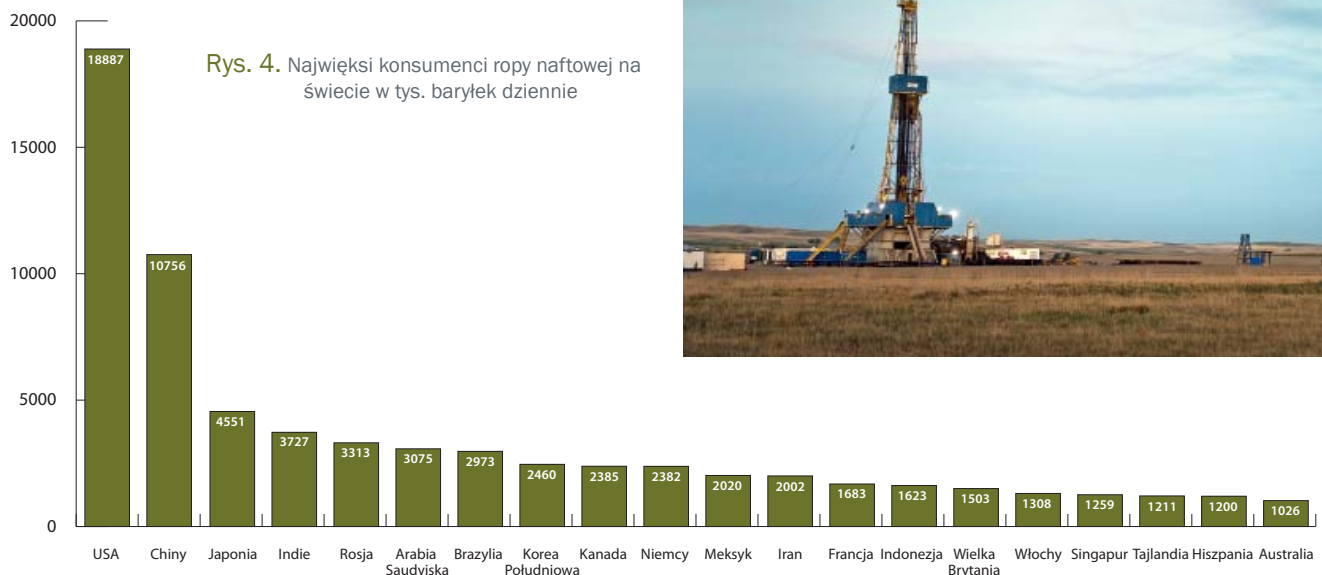 20000
15000
10000
5000
0
Rys. 4. Najwięksi konsumenci ropy naftowej na
świecie w tys. baryłek dziennie
18887
10756
4551
3727
3313
3075
2973
2460
2385
2382
2020
2002
1683
1623
1503
1308
1259
1211
1200
1026
USA
Chiny
Japonia
Indie
Rosja
Arabia
Saudyjska
Brazylia
Korea
Południowa
Kanada
Niemcy
Meksyk
Iran
Francja
Indonezja
Wielka
Brytania
Włochy
Singapur
Tajlandia
Hiszpania
Australia